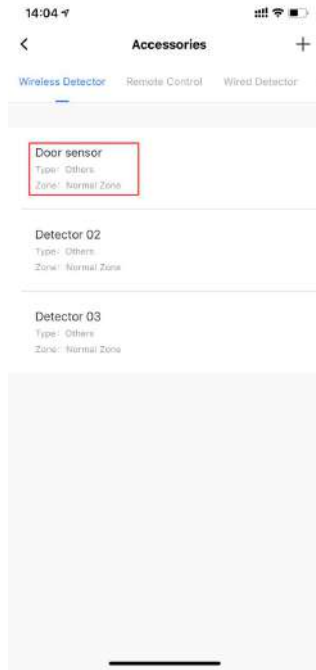 14:04
Accessories
Wireless Detector Remote Control Wired Detector
Door sensor
Type: Others
Zone: Normal Zone
Detector 02
Type: Others
Zone: Normal Zone
Detector 03
Type: Others
Zone: Normal Zone